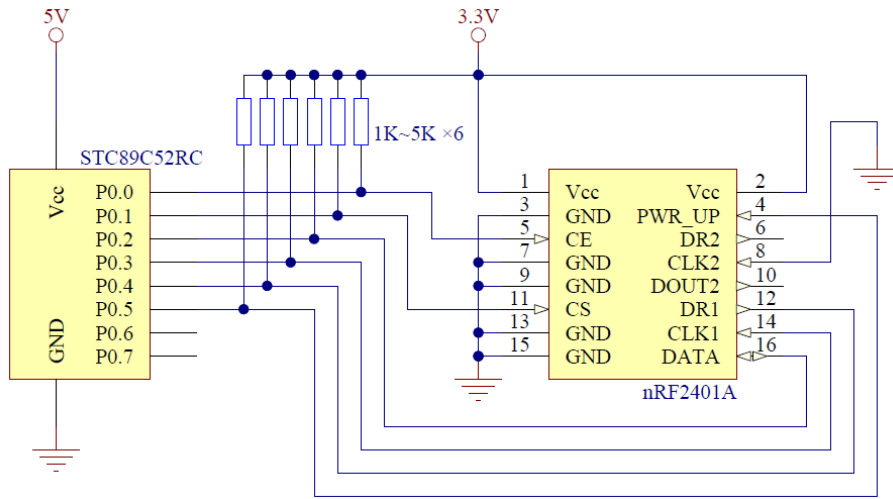 5V
3.3V
1K~5K ×6
STC89C52RC
Vcc
GND
P0.0
P0.1
P0.2
P0.3
P0.4
P0.5
P0.6
P0.7
1 Vcc Vcc 2
3 GND PWR_UP 4
5 CE DR2 6
7 GND CLK2 8
9 GND DOUT2 10
11 CS DR1 12
13 GND CLK1 14
15 GND DATA 16
nRF2401A